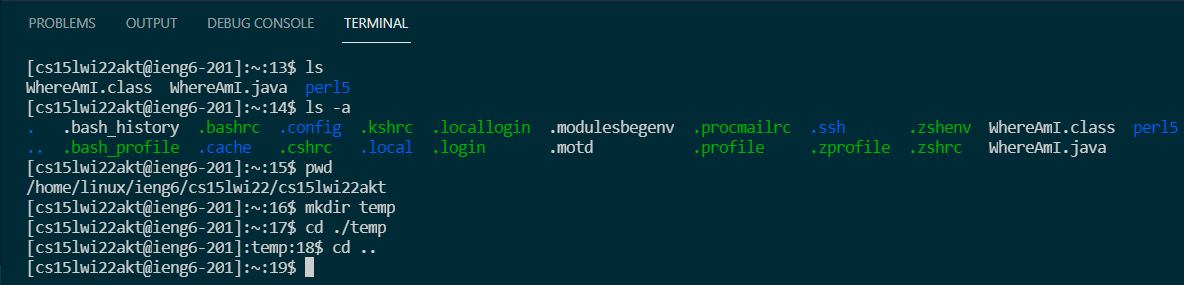 PROBLEMS OUTPUT DEBUG CONSOLE TERMINAL
[cs15lwi22akt@ieng6-201]:~:13$ ls
WhereAmI.class WhereAmI.java perl5
[cs15lwi22akt@ieng6-201]:~:14$ ls -a
. .bash_history .bashrc .config .kshrc .locallogin .modulesbegenv .procmailrc .ssh .zshenv WhereAmI.class perl5
.. .bash_profile .cache .cshrc .local .login .motd .profile .zprofile .zshrc WhereAmI.java
[cs15lwi22akt@ieng6-201]:~:15$ pwd
/home/linux/ieng6/cs15lwi22/cs15lwi22akt
[cs15lwi22akt@ieng6-201]:~:16$ mkdir temp
[cs15lwi22akt@ieng6-201]:~:17$ cd ./temp
[cs15lwi22akt@ieng6-201]:temp:18$ cd ..
[cs15lwi22akt@ieng6-201]:~:19$